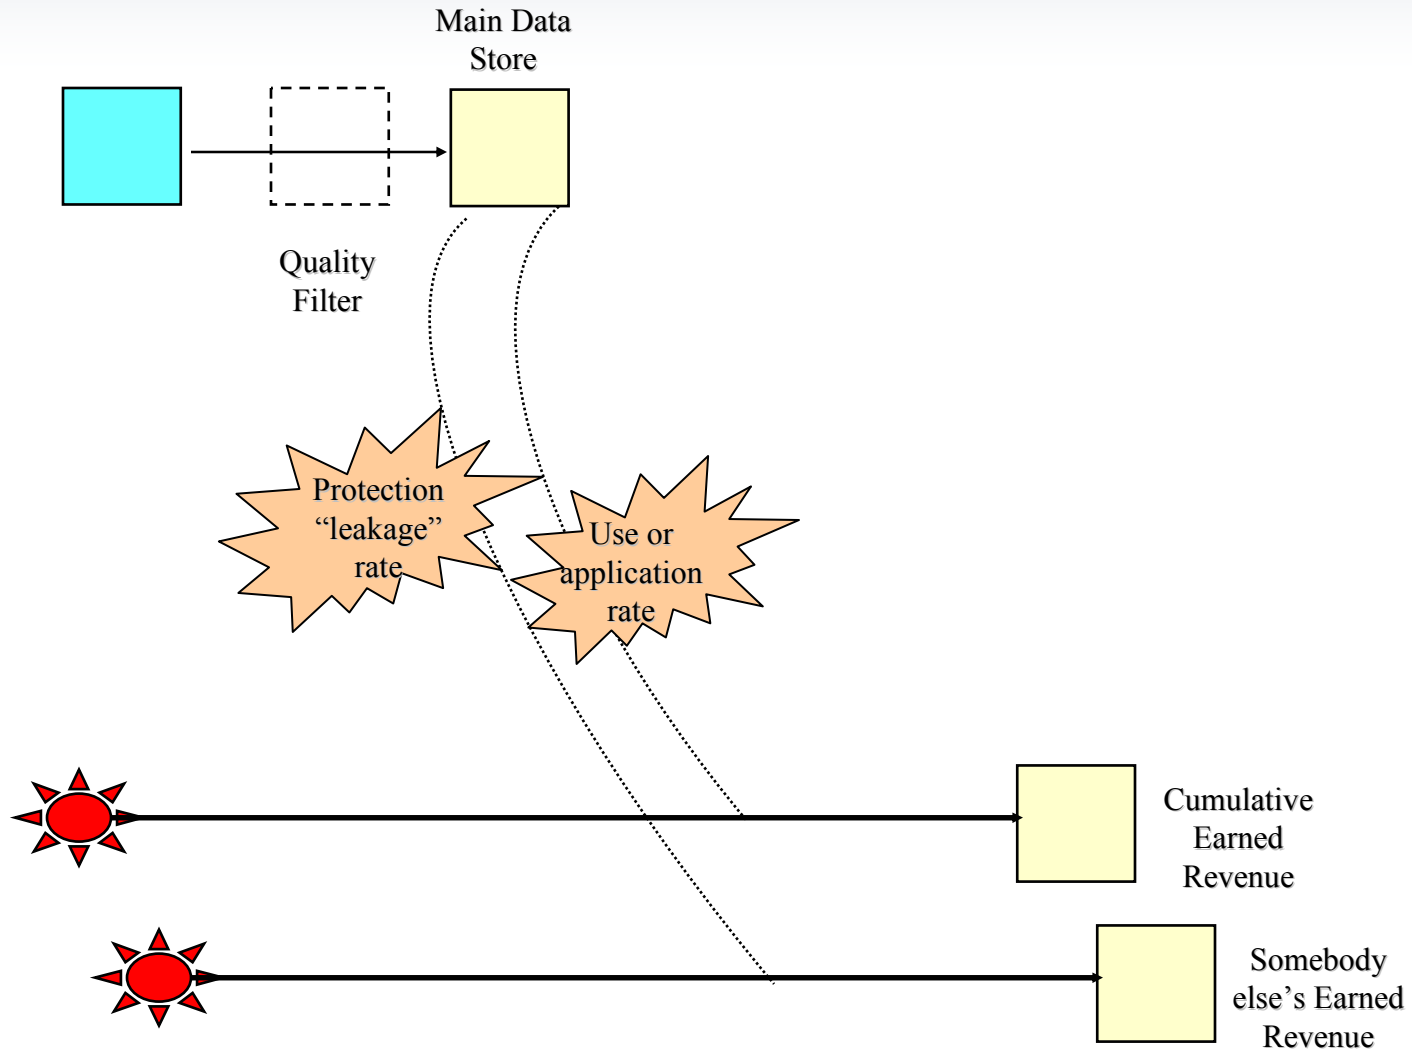 Main Data
Store
Quality
Filter
Protection
“leakage”
rate
Use or
application
rate
Cumulative
Earned
Revenue
Somebody
else’s Earned
Revenue